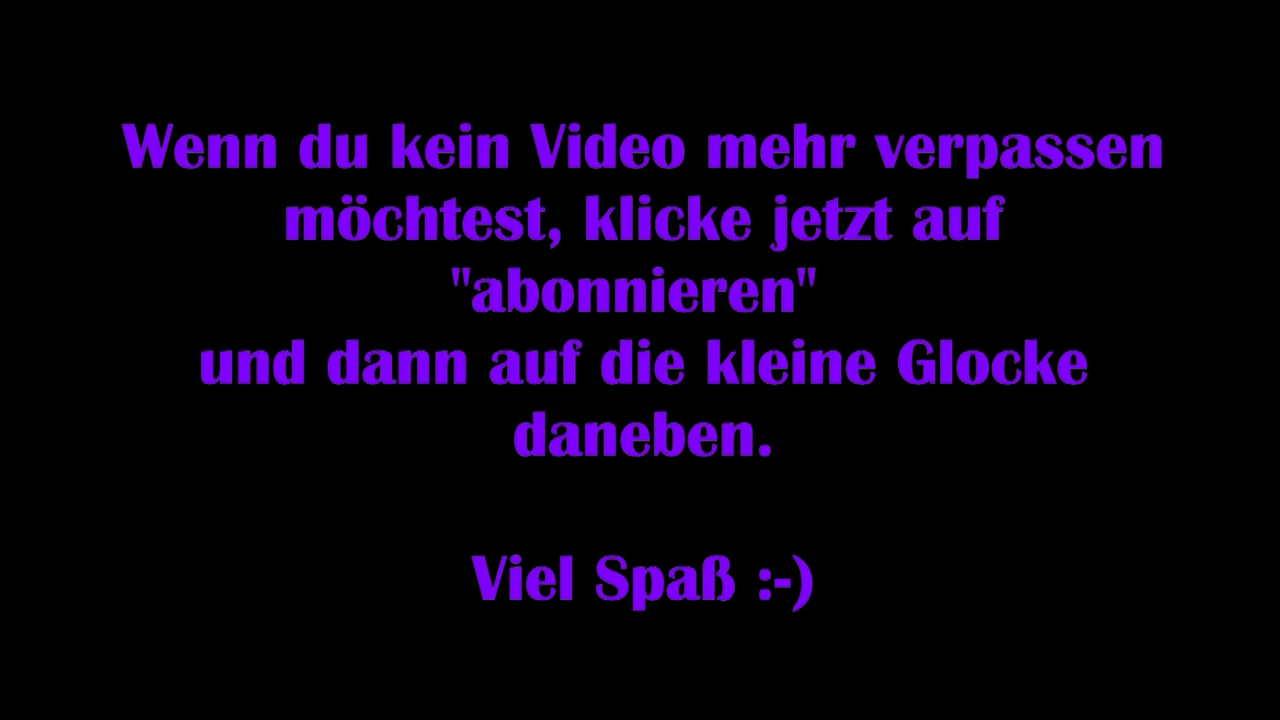 Wenn du kein Video mehr verpassen
möchtest, klicke jetzt auf
"abonnieren"
und dann auf die kleine Glocke
daneben.
Viel Spaß :-)